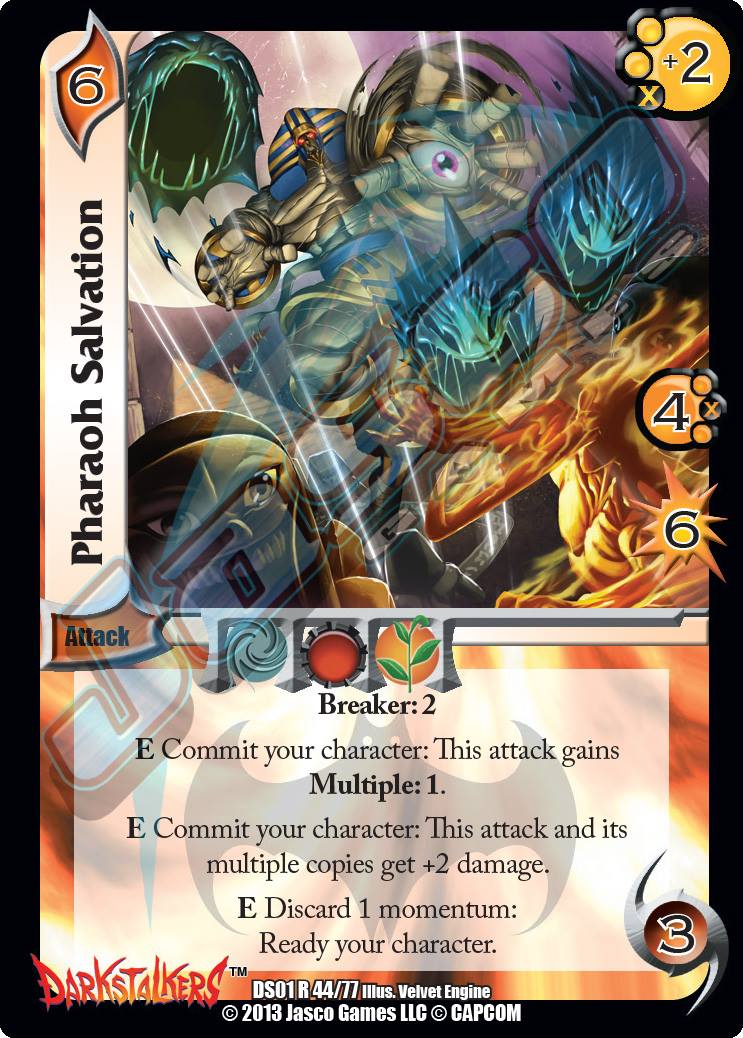 6
+2
X
Pharaoh Salvation
4
X
6
Attack
Breaker: 2
E Commit your character: This attack gains
Multiple: 1.
E Commit your character: This attack and its
multiple copies get +2 damage.
E Discard 1 momentum:
Ready your character.
3
DARKSTALKERS™
DS01 R 44/77 Illus. Velvet Engine
© 2013 Jasco Games LLC © CAPCOM